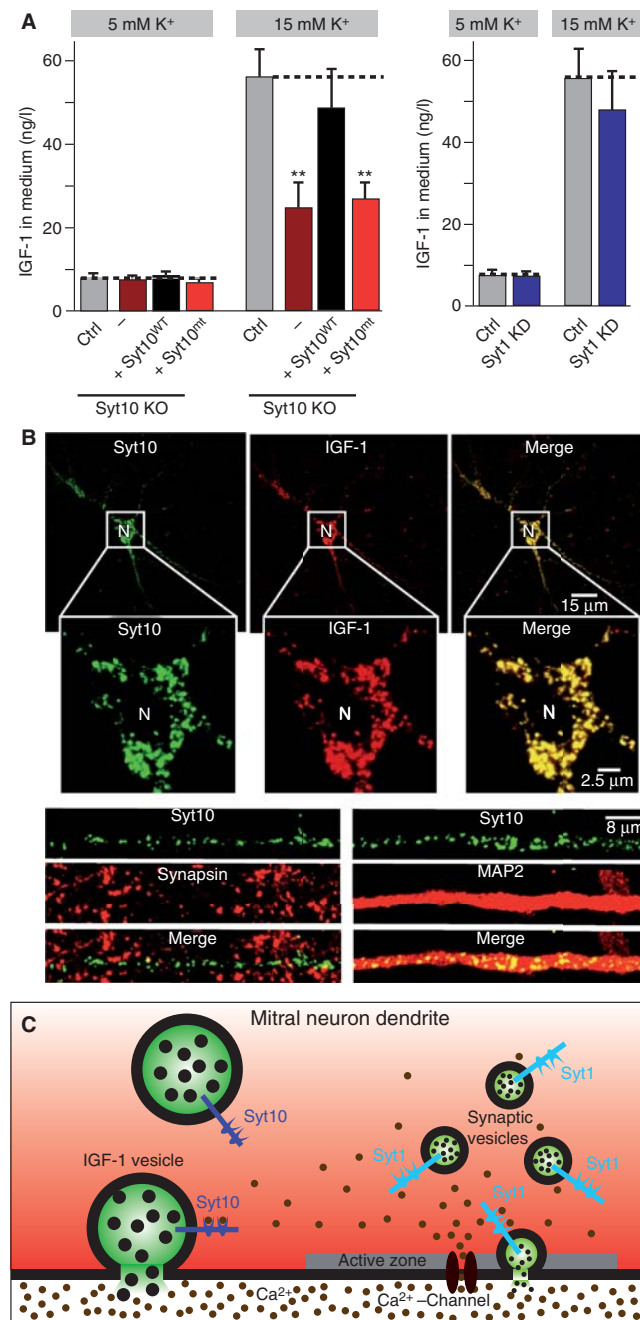 A
5 mM K⁺
15 mM K⁺
5 mM K⁺
15 mM K⁺
IGF-1 in medium (ng/l)
60
40
20
0
**
**
Ctrl
–
+ Syt10ᵂᵀ
+ Syt10ᵐᵗ
Ctrl
–
+ Syt10ᵂᵀ
+ Syt10ᵐᵗ
Syt10 KO
Syt10 KO
IGF-1 in medium (ng/l)
60
40
20
0
Ctrl
Syt1 KD
Ctrl
Syt1 KD
B
Syt10
IGF-1
Merge
N
N
N
15 μm
Syt10
IGF-1
Merge
N
N
N
2.5 μm
Syt10
Synapsin
Merge
Syt10
8 μm
MAP2
Merge
C
Mitral neuron dendrite
Syt10
Syt1
Synaptic
vesicles
IGF-1 vesicle
Syt1
Syt1
Syt10
Syt1
Active zone
Ca²⁺
Ca²⁺ –Channel